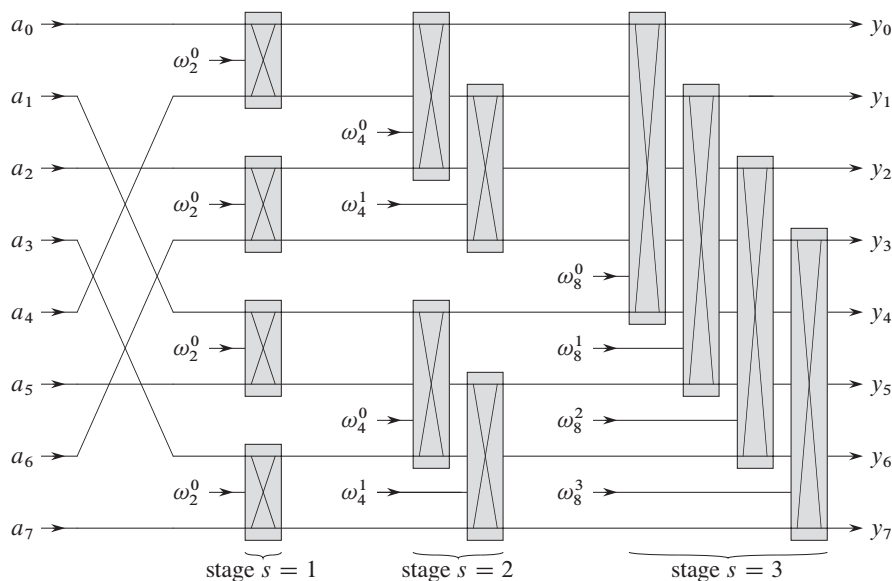 a₀ y₀
ω₂⁰
a₁ y₁
ω₄⁰
a₂ y₂
ω₂⁰ ω₄¹
a₃ y₃
ω₈⁰
a₄ y₄
ω₂⁰ ω₈¹
a₅ y₅
ω₄⁰ ω₈²
a₆ y₆
ω₂⁰ ω₄¹ ω₈³
a₇ y₇
stage s = 1 stage s = 2 stage s = 3